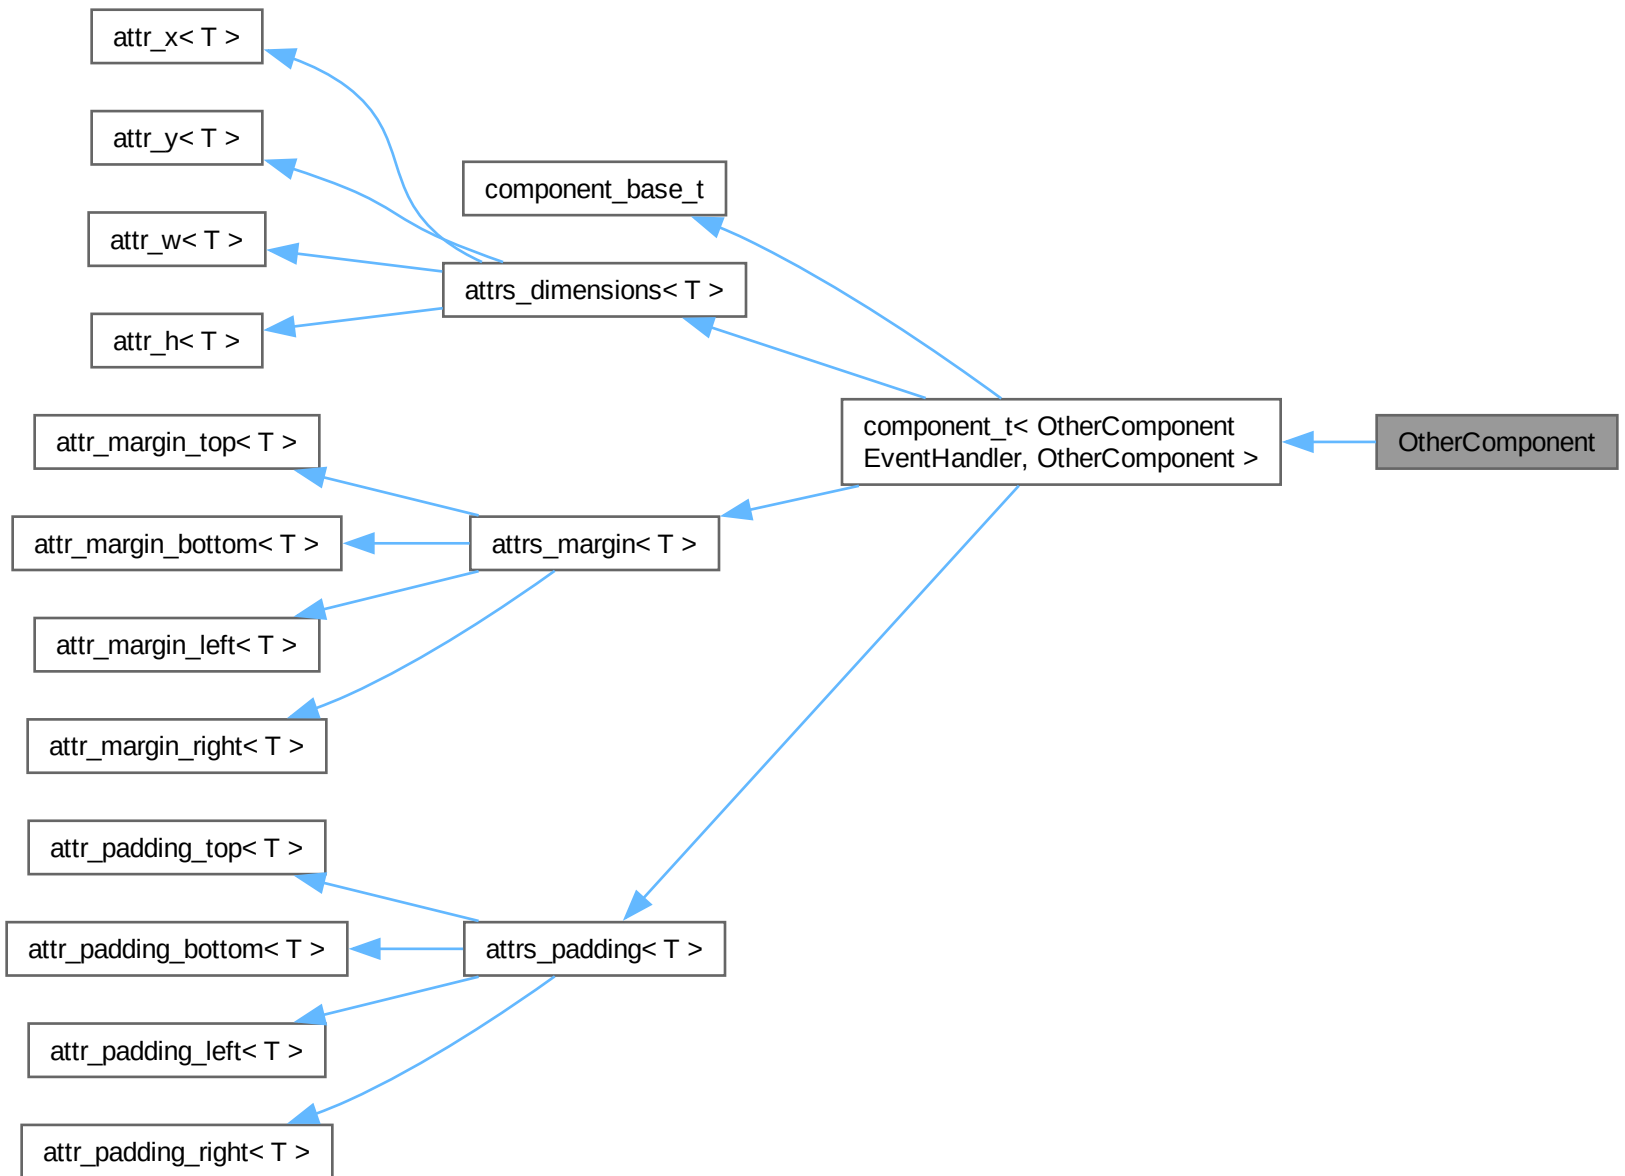 attr_x< T >
attr_y< T >
attr_w< T >
attr_h< T >
attr_margin_top< T >
attr_margin_bottom< T >
attr_margin_left< T >
attr_margin_right< T >
attr_padding_top< T >
attr_padding_bottom< T >
attr_padding_left< T >
attr_padding_right< T >
component_base_t
attrs_dimensions< T >
attrs_margin< T >
attrs_padding< T >
component_t< OtherComponent
EventHandler, OtherComponent >
OtherComponent